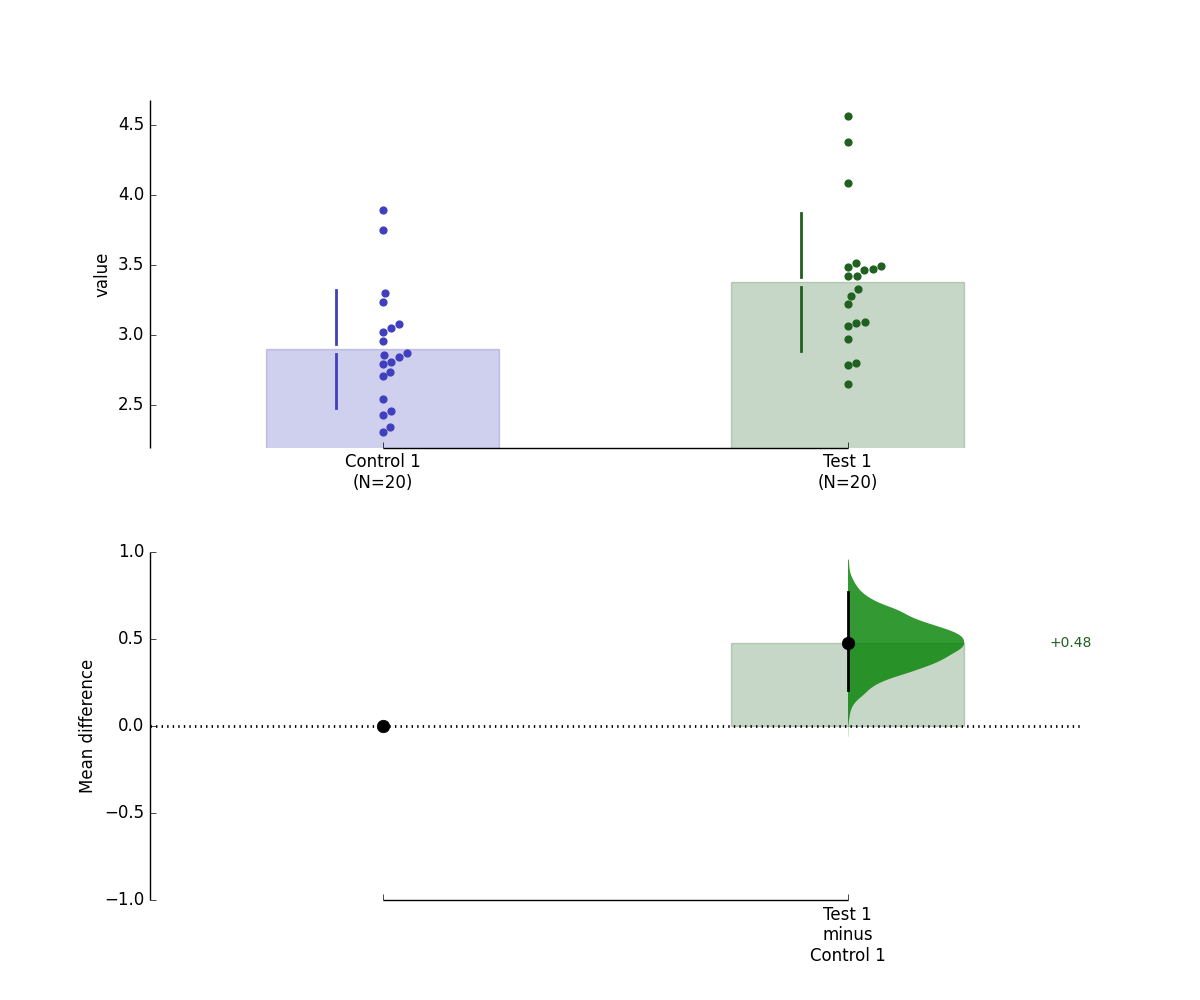 4.5
4.0
3.5
3.0
2.5
value
Control 1
(N=20)
Test 1
(N=20)
1.0
0.5
0.0
−0.5
−1.0
Mean difference
+0.48
Test 1
minus
Control 1